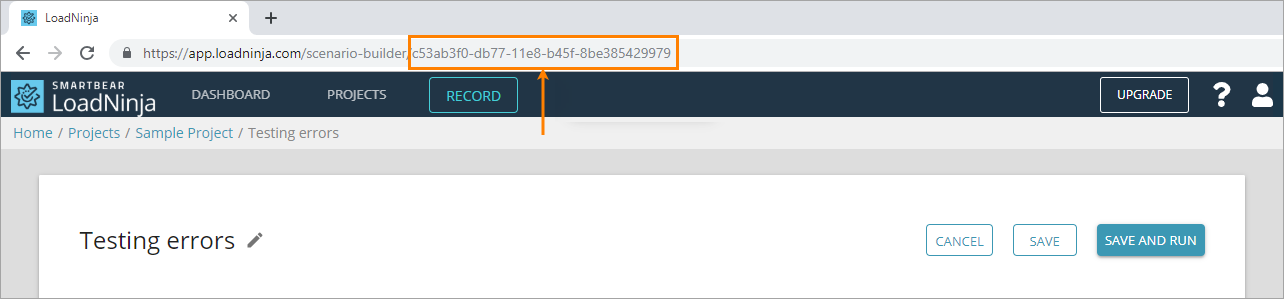 LoadNinja
https://app.loadninja.com/scenario-builder/c53ab3f0-db77-11e8-b45f-8be385429979
SMARTBEAR
LoadNinja
DASHBOARD
PROJECTS
RECORD
UPGRADE
?
Home / Projects / Sample Project / Testing errors
Testing errors
CANCEL
SAVE
SAVE AND RUN